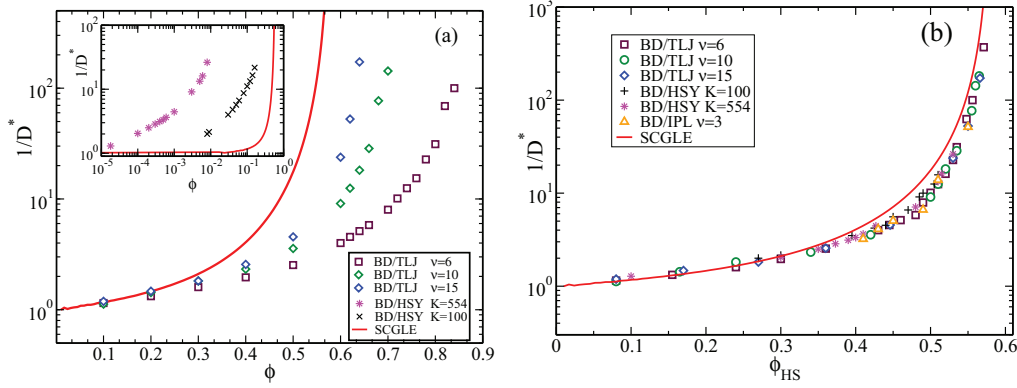 (a)
1/D*
10^2
10^1
10^0
0 0.1 0.2 0.3 0.4 0.5 0.6 0.7 0.8 0.9
ϕ
1/D*
10^2
10^1
10^0
10^-5 10^-4 10^-3 10^-2 10^-1 10^0
ϕ
BD/TLJ ν=6
BD/TLJ ν=10
BD/TLJ ν=15
BD/HSY K=554
BD/HSY K=100
SCGLE
(b)
1/D*
10^3
10^2
10^1
10^0
0 0.1 0.2 0.3 0.4 0.5 0.6
ϕHS
BD/TLJ ν=6
BD/TLJ ν=10
BD/TLJ ν=15
BD/HSY K=100
BD/HSY K=554
BD/IPL ν=3
SCGLE